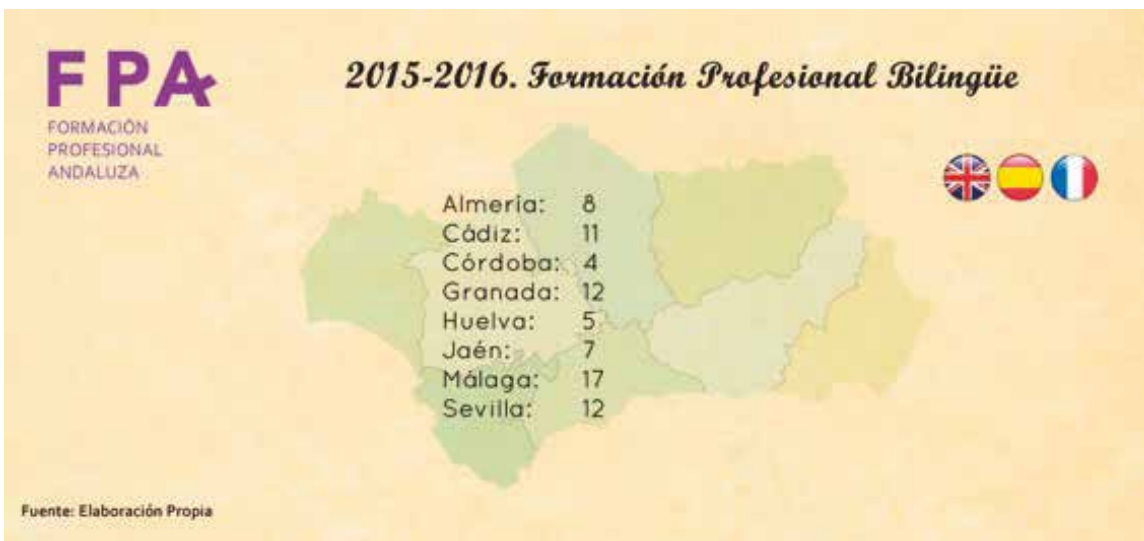 FPA
FORMACIÓN
PROFESIONAL
ANDALUZA
2015-2016. Formación Profesional Bilingüe
Almería: 8
Cádiz: 11
Córdoba: 4
Granada: 12
Huelva: 5
Jaén: 7
Málaga: 17
Sevilla: 12
Fuente: Elaboración Propia